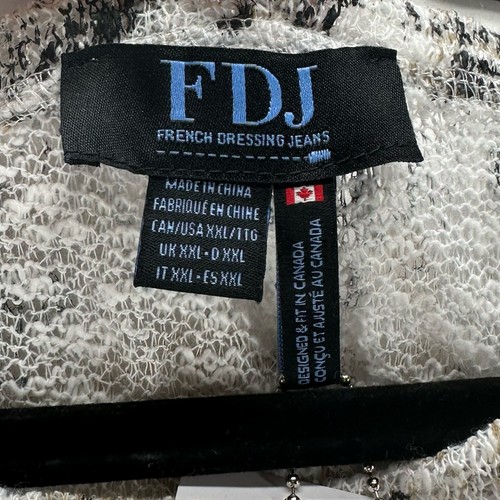 FDJ
FRENCH DRESSING JEANS
MADE IN CHINA
FABRIQUÉ EN CHINE
CAN/USA XXL/TTG
UK XXL - D XXL
IT XXL - ES XXL
DESIGNED & FIT IN CANADA
CONÇU ET AJUSTÉ AU CANADA